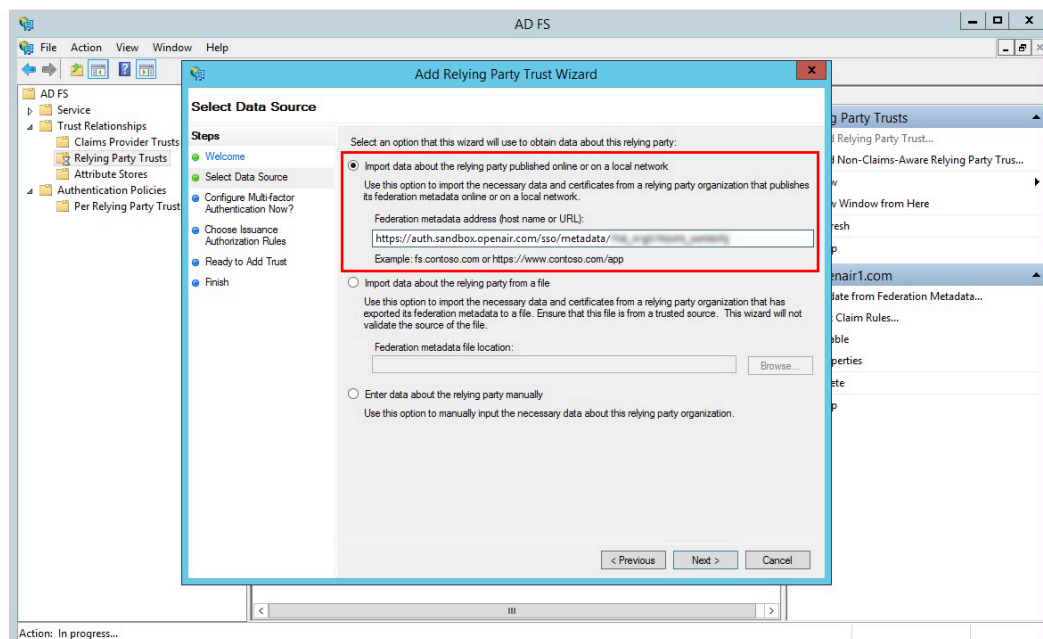 AD FS
File Action View Window Help
AD FS
Service
Trust Relationships
Claims Provider Trusts
Relying Party Trusts
Attribute Stores
Authentication Policies
Per Relying Party Trust
Add Relying Party Trust Wizard
Select Data Source
Steps
Welcome
Select Data Source
Configure Multi-factor
Authentication Now?
Choose Issuance
Authorization Rules
Ready to Add Trust
Finish
Select an option that this wizard will use to obtain data about this relying party:
Import data about the relying party published online or on a local network
Use this option to import the necessary data and certificates from a relying party organization that publishes
its federation metadata online or on a local network.
Federation metadata address (host name or URL):
https://auth.sandbox.openair.com/sso/metadata/
Example: fs.contoso.com or https://www.contoso.com/app
Import data about the relying party from a file
Use this option to import the necessary data and certificates from a relying party organization that has
exported its federation metadata to a file. Ensure that this file is from a trusted source. This wizard will not
validate the source of the file.
Federation metadata file location:
Browse...
Enter data about the relying party manually
Use this option to manually input the necessary data about this relying party organization.
< Previous Next > Cancel
g Party Trusts
Relying Party Trust...
Non-Claims-Aware Relying Party Trus...
w
v Window from Here
resh
p
enair1.com
date from Federation Metadata...
Claim Rules...
able
perties
ete
p
Action: In progress...